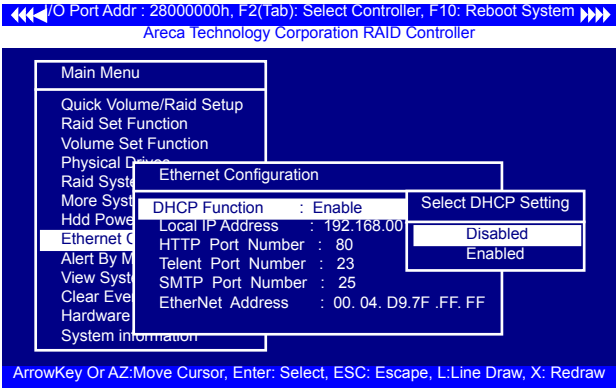 /O Port Addr : 28000000h, F2(Tab): Select Controller, F10: Reboot System
Areca Technology Corporation RAID Controller
Main Menu
Quick Volume/Raid Setup
Raid Set Function
Volume Set Function
Physical Drives
Raid Syste
More Syst
Hdd Powe
Ethernet C
Alert By M
View Syste
Clear Eve
Hardware
System information
Ethernet Configuration
DHCP Function : Enable
Local IP Address : 192.168.00
HTTP Port Number : 80
Telent Port Number : 23
SMTP Port Number : 25
EtherNet Address : 00. 04. D9.7F .FF. FF
Select DHCP Setting
Disabled
Enabled
ArrowKey Or AZ:Move Cursor, Enter: Select, ESC: Escape, L:Line Draw, X: Redraw